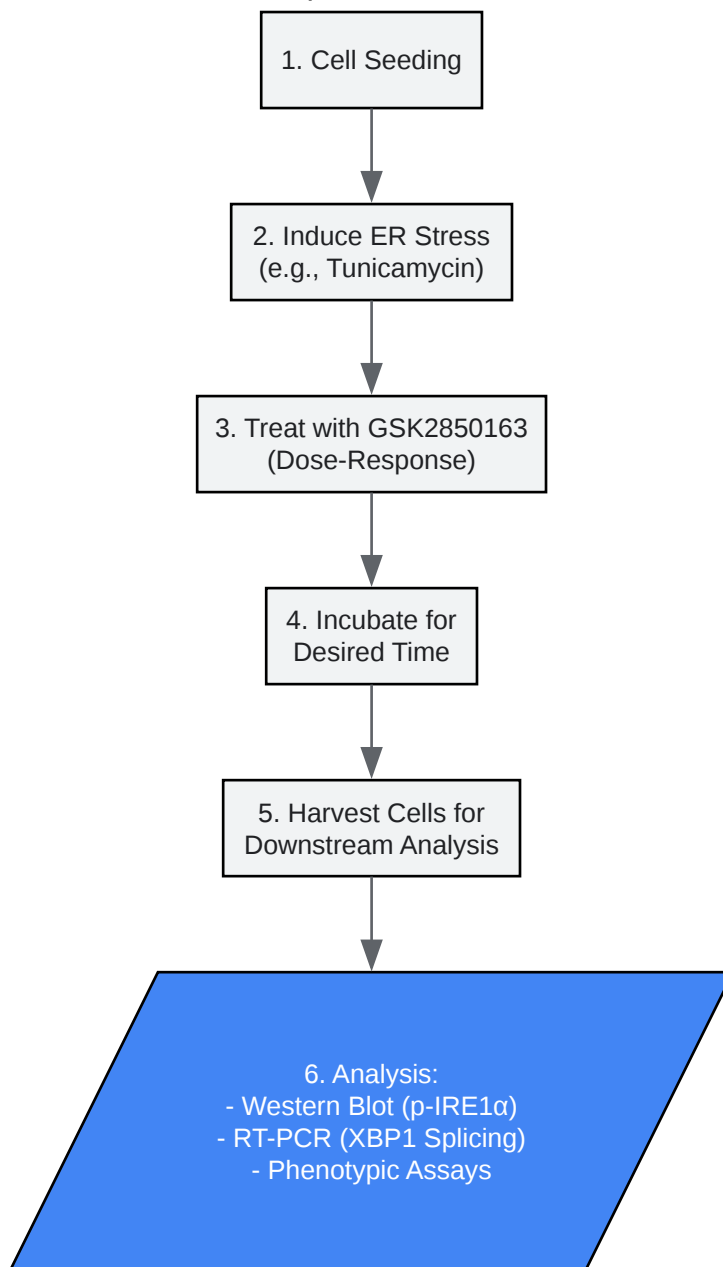 1. Cell Seeding
2. Induce ER Stress
(e.g., Tunicamycin)
3. Treat with GSK2850163
(Dose-Response)
4. Incubate for
Desired Time
5. Harvest Cells for
Downstream Analysis
6. Analysis:
- Western Blot (p-IRE1α)
- RT-PCR (XBP1 Splicing)
- Phenotypic Assays